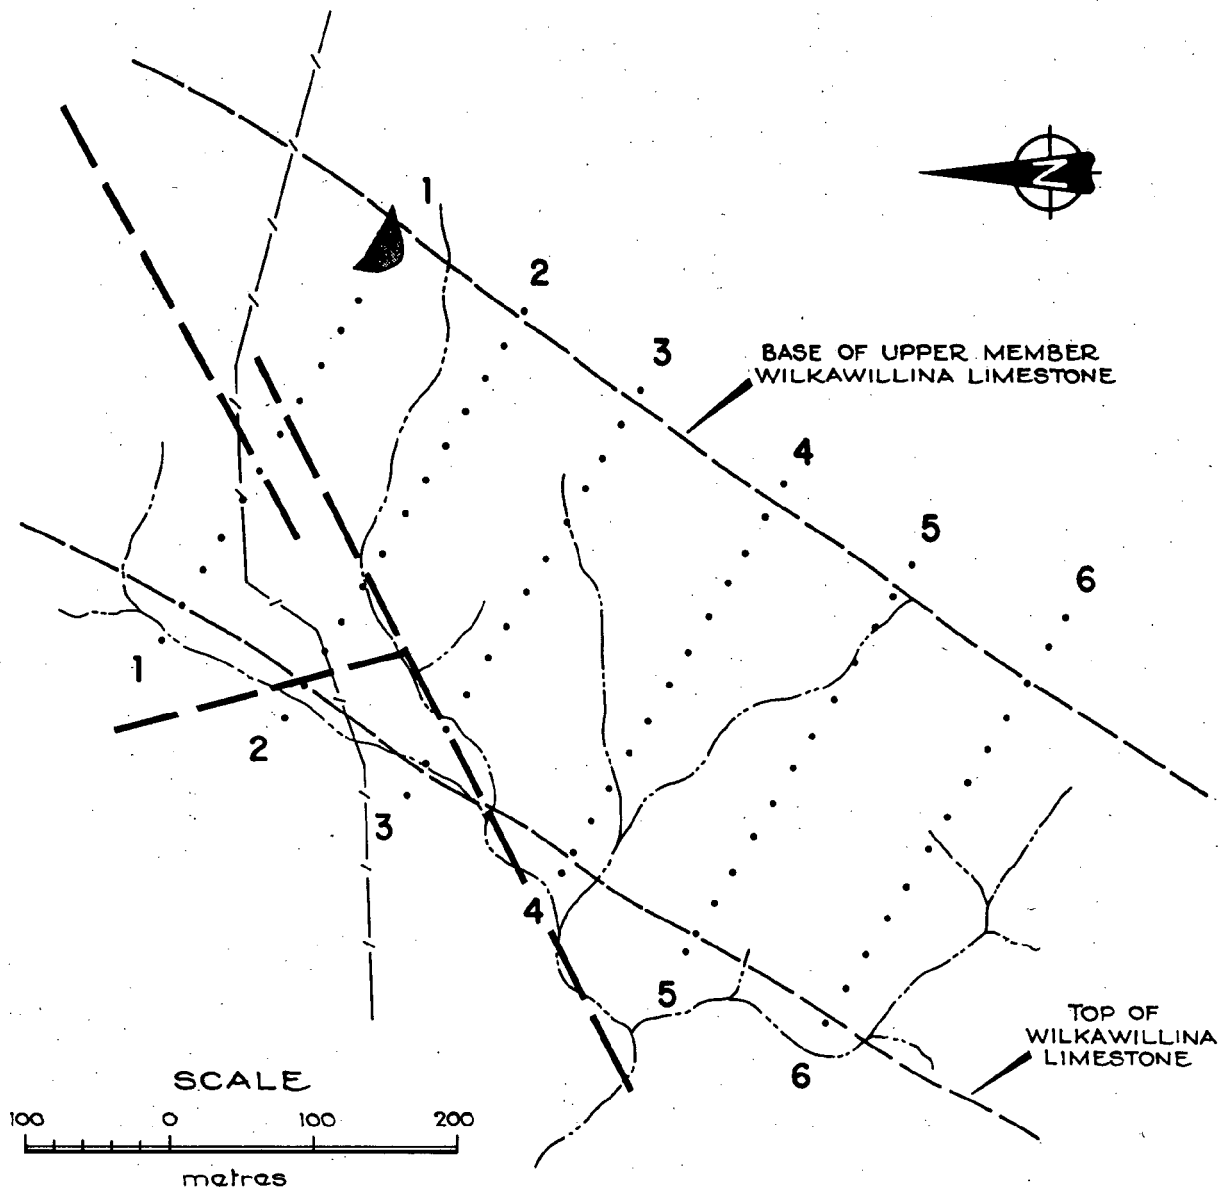 1
N
2
3
BASE OF UPPER MEMBER
WILKAWILLINA LIMESTONE
4
5
6
1
2
3
4
5
6
TOP OF
WILKAWILLINA
LIMESTONE
SCALE
100 0 100 200
metres